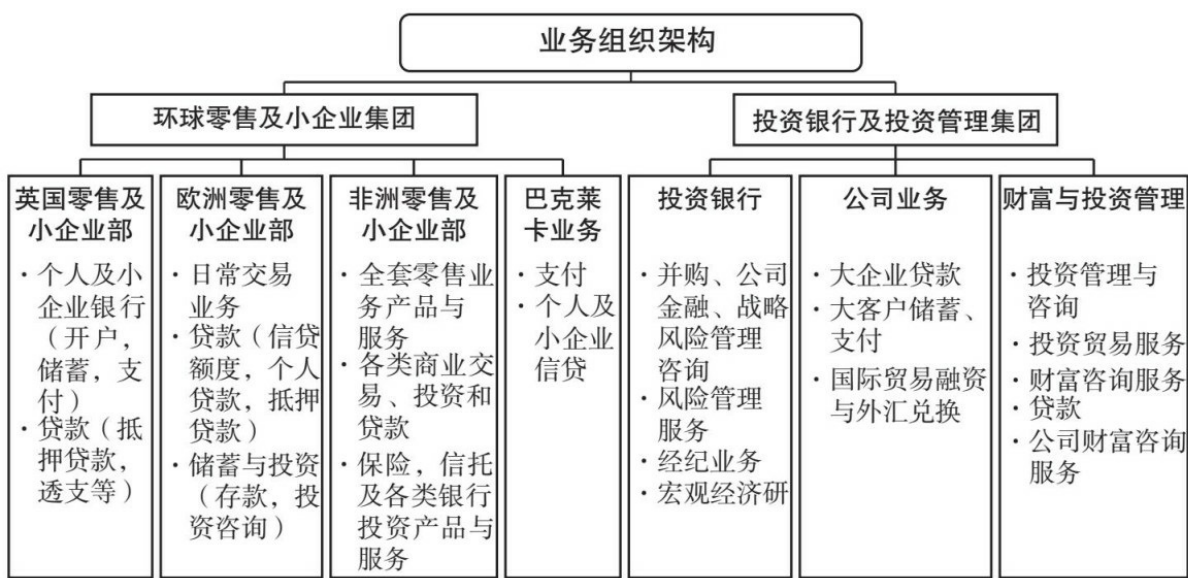 业务组织架构
环球零售及小企业集团
投资银行及投资管理集团
英国零售及
小企业部
· 个人及小
企业银行
（开户，
储蓄，支
付）
· 贷款（抵
押贷款，
透支等）
欧洲零售及
小企业部
· 日常交易
业务
· 贷款（信贷
额度，个人
贷款，抵押
贷款）
· 储蓄与投资
（存款，投
资咨询）
非洲零售及
小企业部
· 全套零售业
务产品与
服务
· 各类商业交
易、投资和
贷款
· 保险，信托
及各类银行
投资产品与
服务
巴克莱
卡业务
· 支付
· 个人及
小企业
信贷
投资银行
· 并购、公司
金融、战略
风险管理
咨询
· 风险管理
服务
· 经纪业务
· 宏观经济研
公司业务
· 大企业贷款
· 大客户储蓄、
支付
· 国际贸易融资
与外汇兑换
财富与投资管理
· 投资管理与
咨询
· 投资贸易服务
· 财富咨询服务
· 贷款
· 公司财富咨询
服务